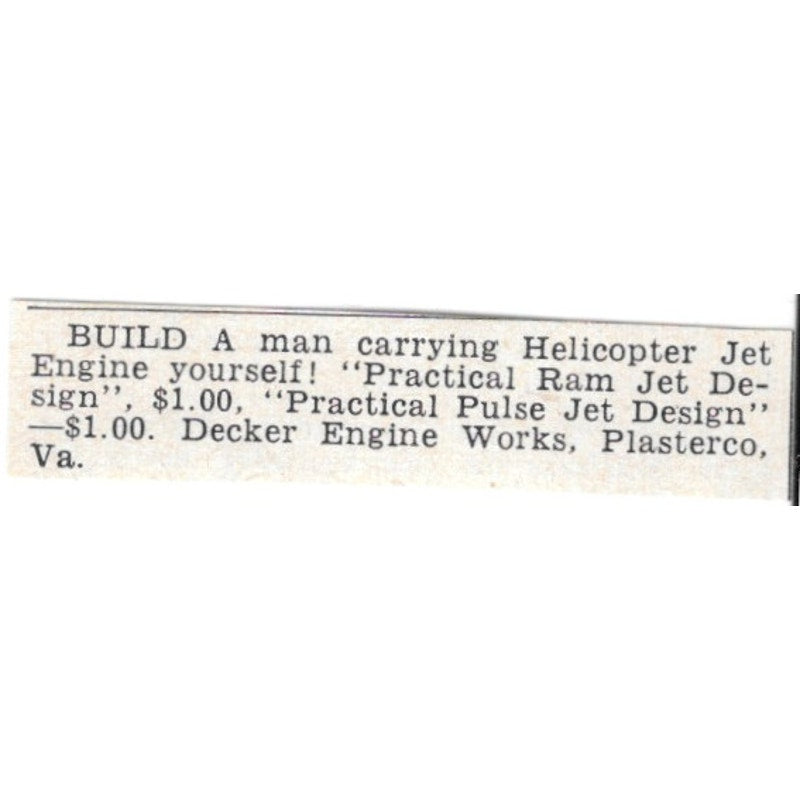 BUILD A man carrying Helicopter Jet
Engine yourself! “Practical Ram Jet De-
sign”, $1.00, “Practical Pulse Jet Design”
—$1.00. Decker Engine Works, Plasterco,
Va.